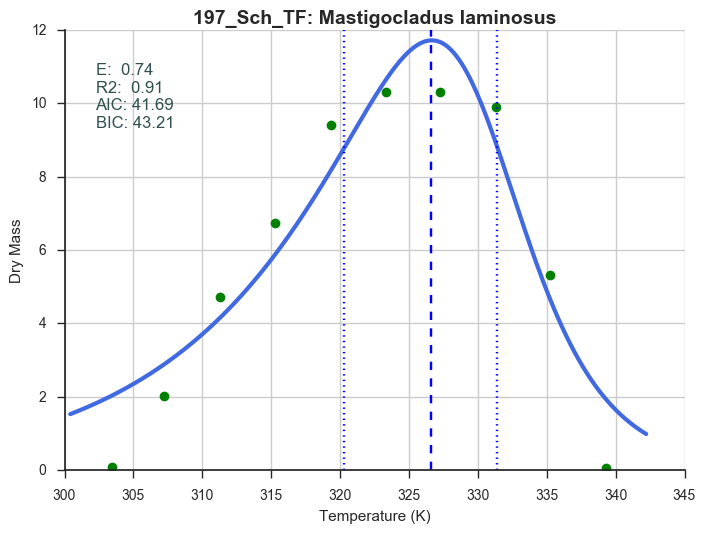 197_Sch_TF: Mastigocladus laminosus
E:  0.74
R2:  0.91
AIC: 41.69
BIC: 43.21
12
10
8
6
4
2
0
Dry Mass
300 305 310 315 320 325 330 335 340 345
Temperature (K)